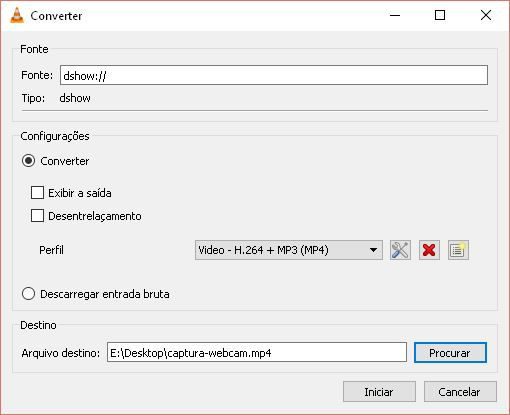 Converter
Fonte
Fonte: dshow://
Tipo: dshow
Configurações
Converter
Exibir a saída
Desentrelaçamento
Perfil Video - H.264 + MP3 (MP4)
Descarregar entrada bruta
Destino
Arquivo destino: E:\Desktop\captura-webcam.mp4 Procurar
Iniciar Cancelar